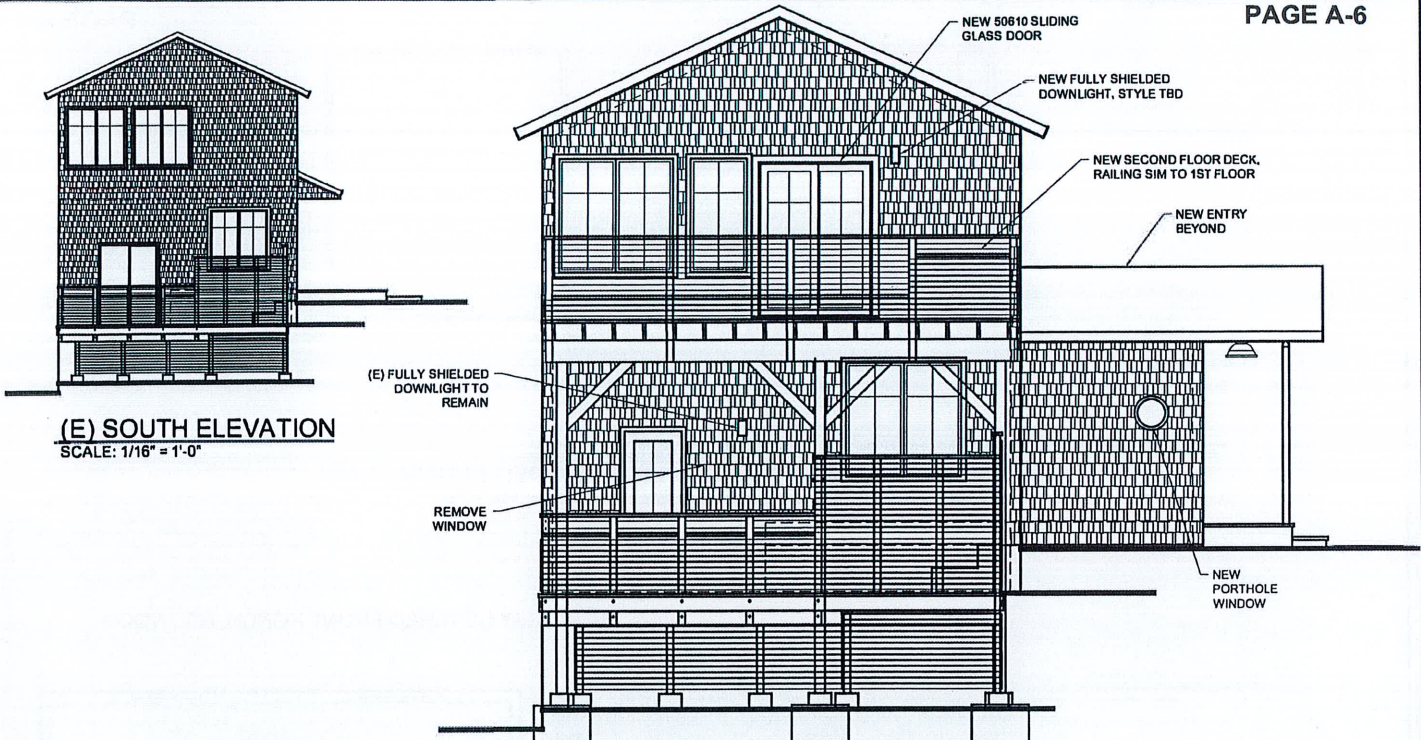 PAGE A-6
NEW 50610 SLIDING
GLASS DOOR
NEW FULLY SHIELDED
DOWNLIGHT, STYLE TBD
NEW SECOND FLOOR DECK,
RAILING SIM TO 1ST FLOOR
NEW ENTRY
BEYOND
(E) FULLY SHIELDED
DOWNLIGHT TO
REMAIN
(E) SOUTH ELEVATION
SCALE: 1/16" = 1'-0"
REMOVE
WINDOW
NEW
PORTHOLE
WINDOW